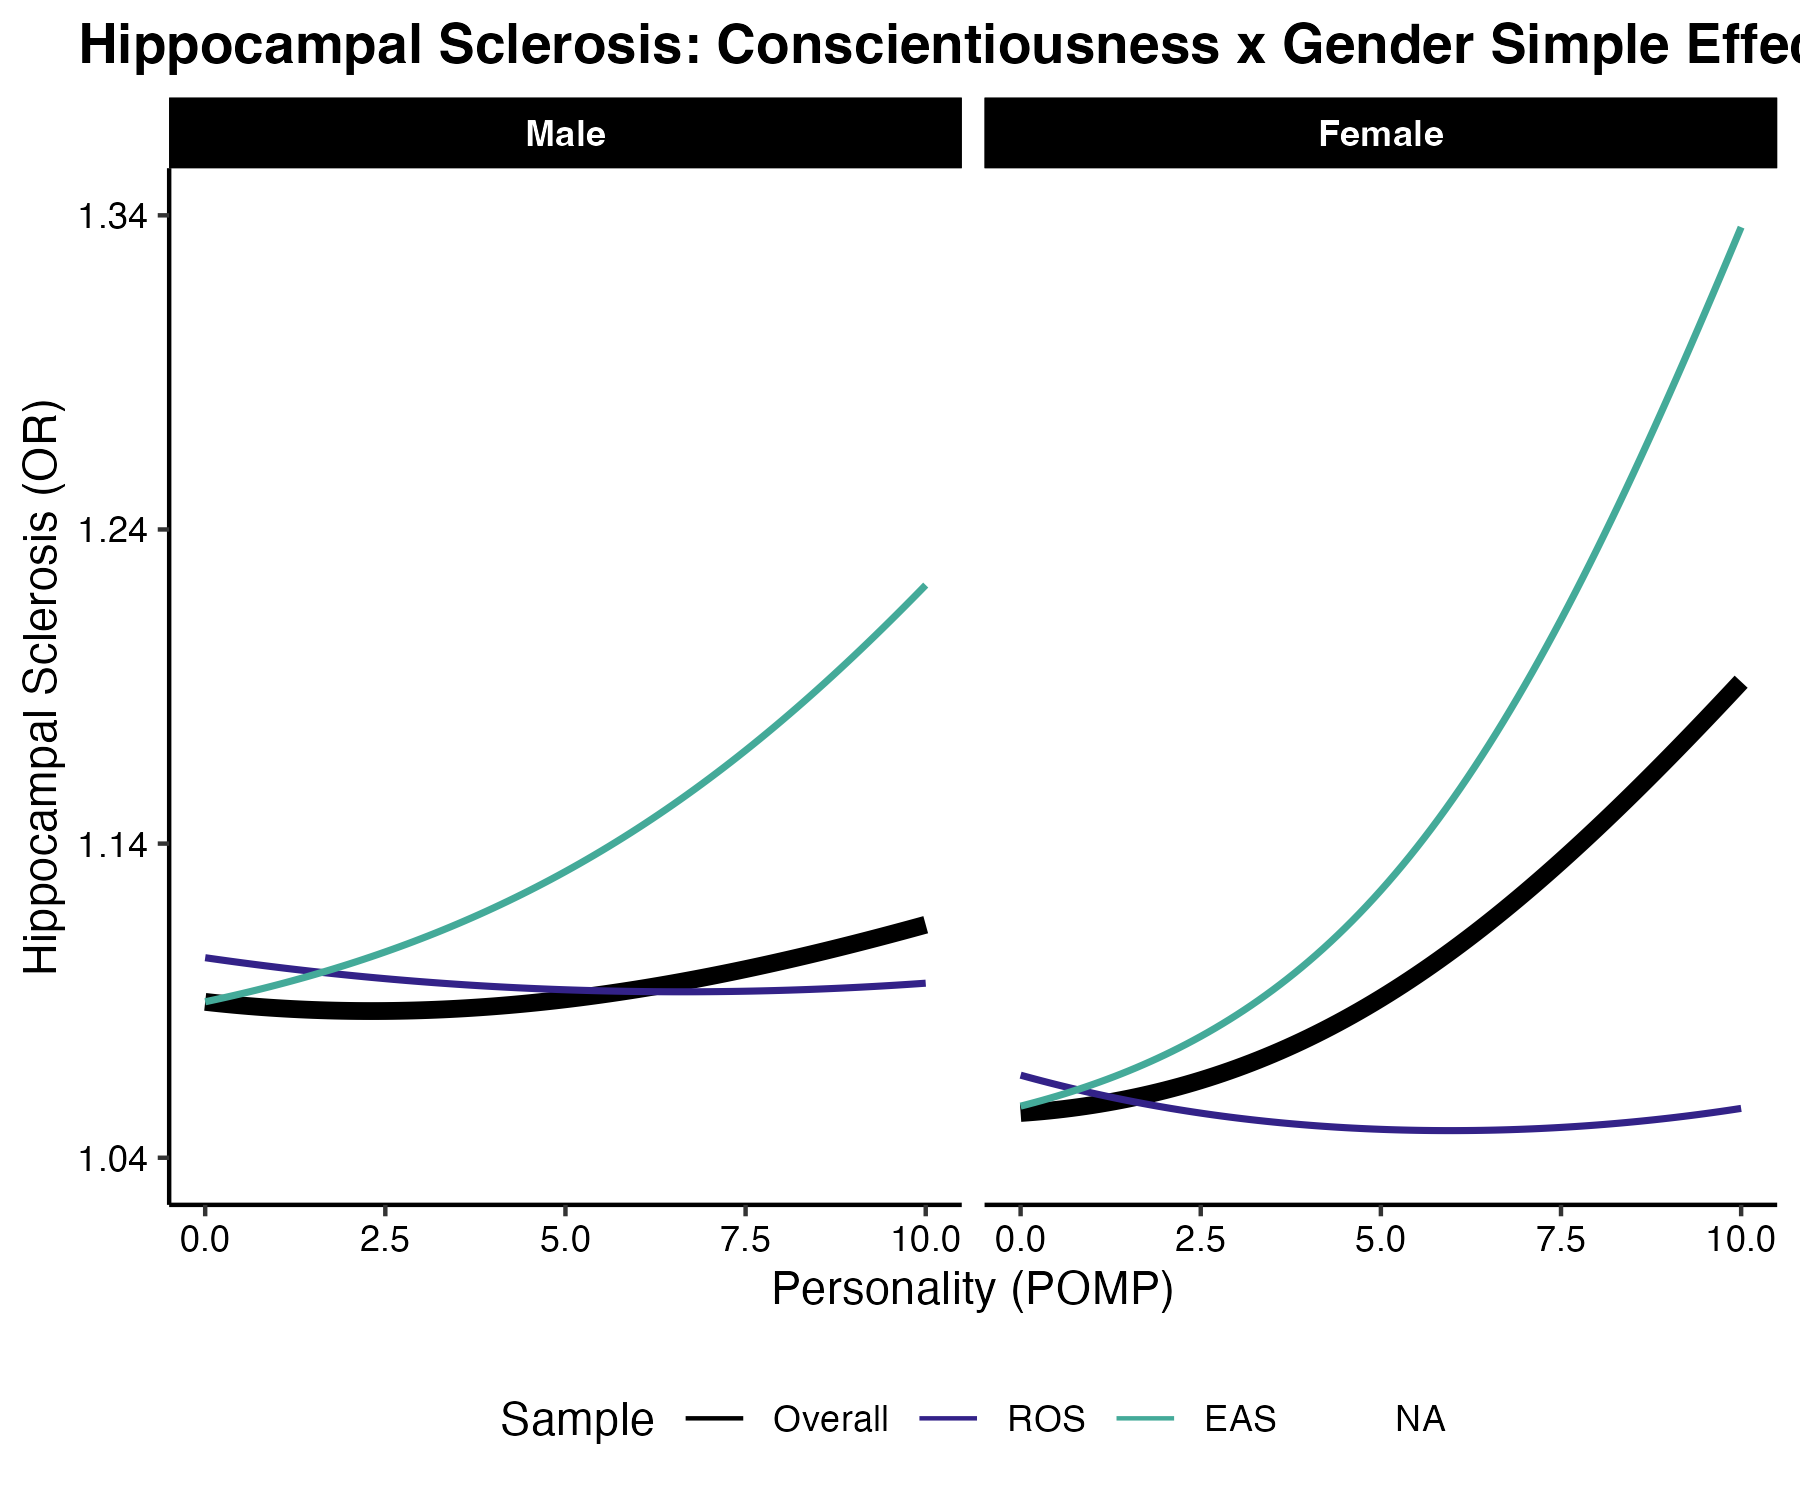 Hippocampal Sclerosis: Conscientiousness x Gender Simple Effec
Male
Female
Hippocampal Sclerosis (OR)
1.34
1.24
1.14
1.04
0.0 2.5 5.0 7.5 10.0 0.0 2.5 5.0 7.5 10.0
Personality (POMP)
Sample Overall ROS EAS NA